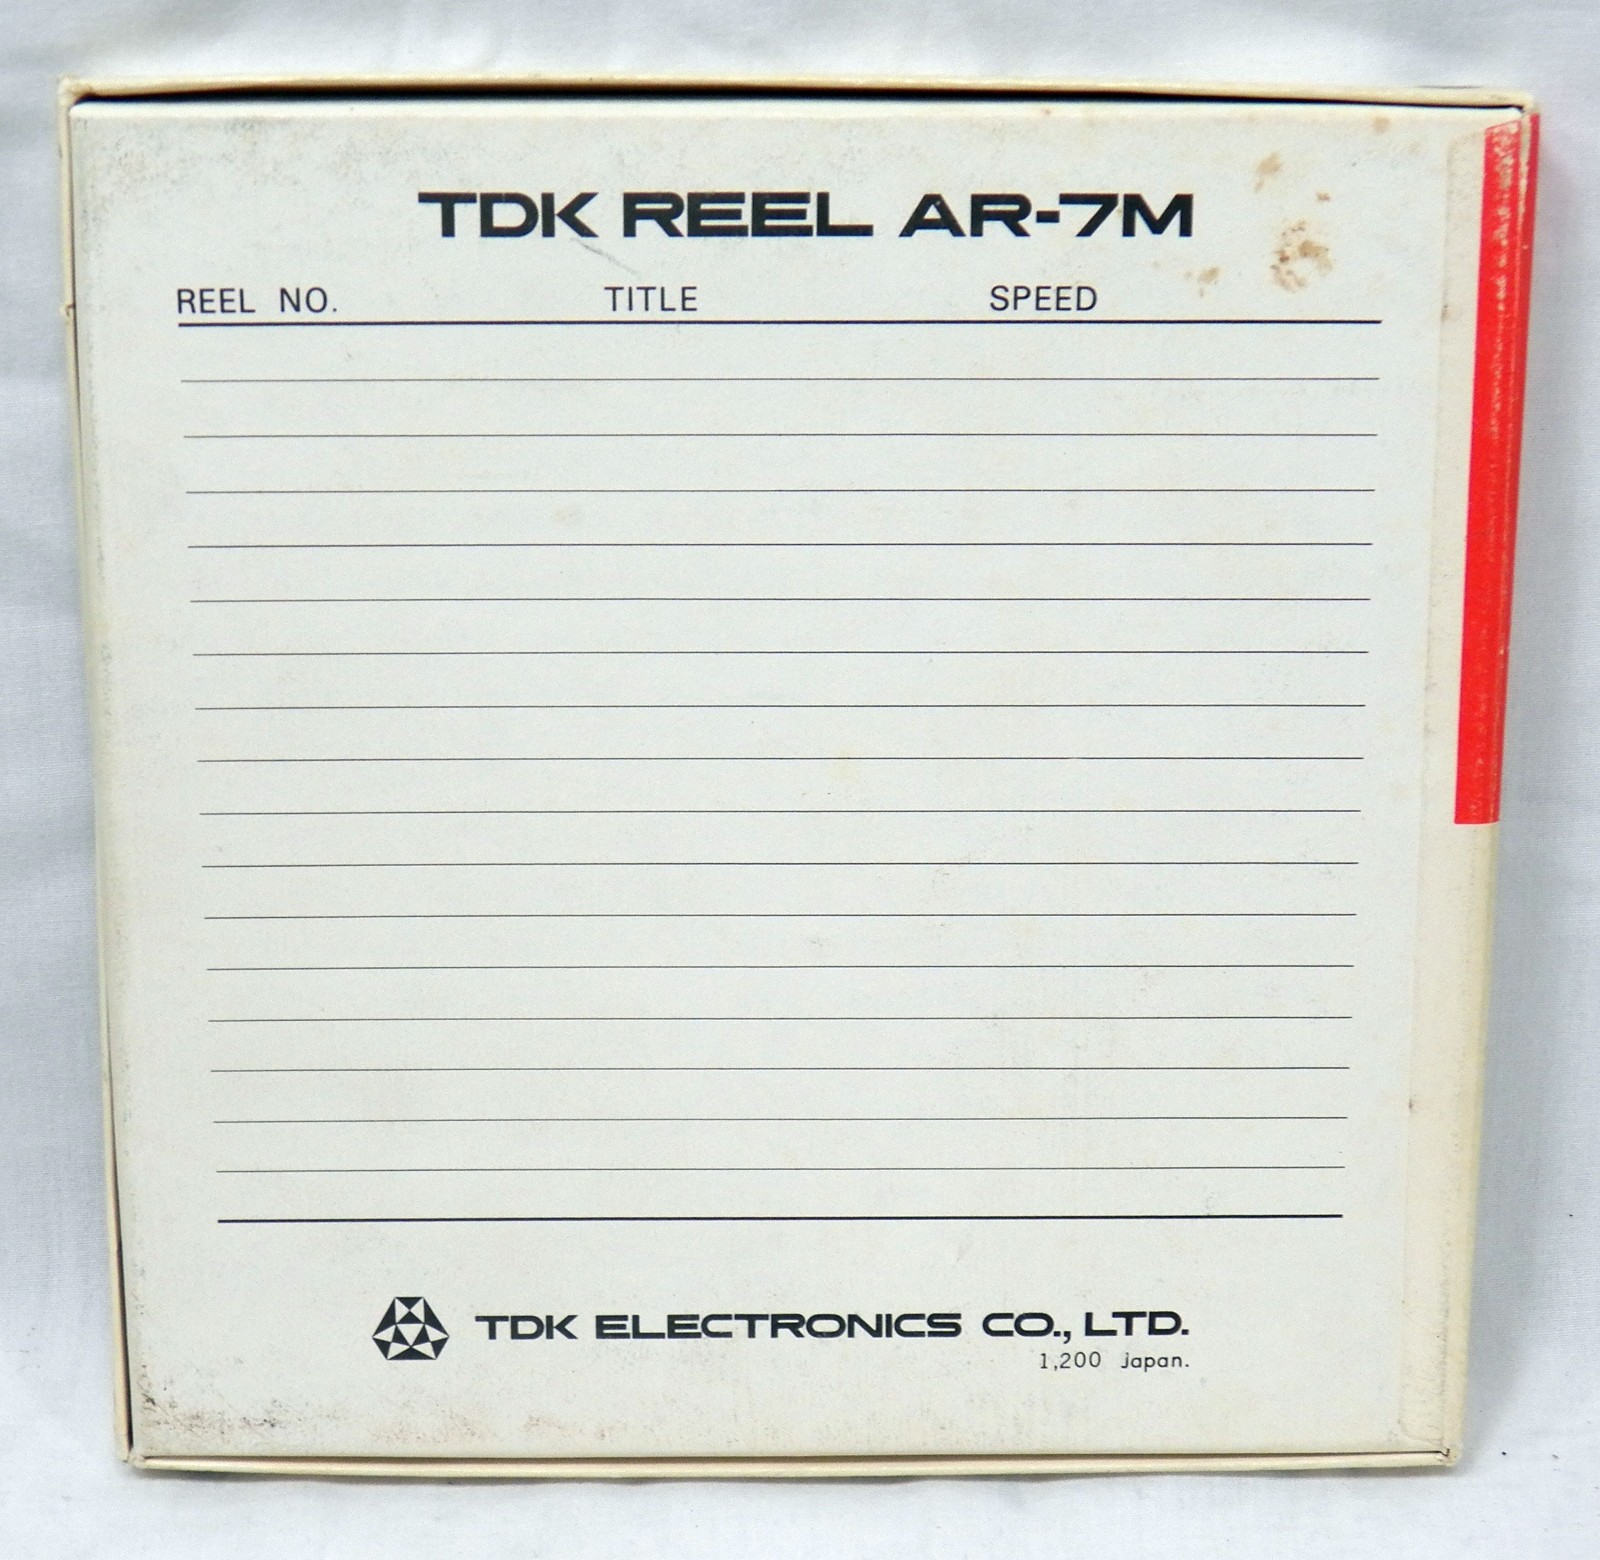 TDK REEL AR-7M
REEL NO. TITLE SPEED
TDK ELECTRONICS CO., LTD.
1,200 Japan.